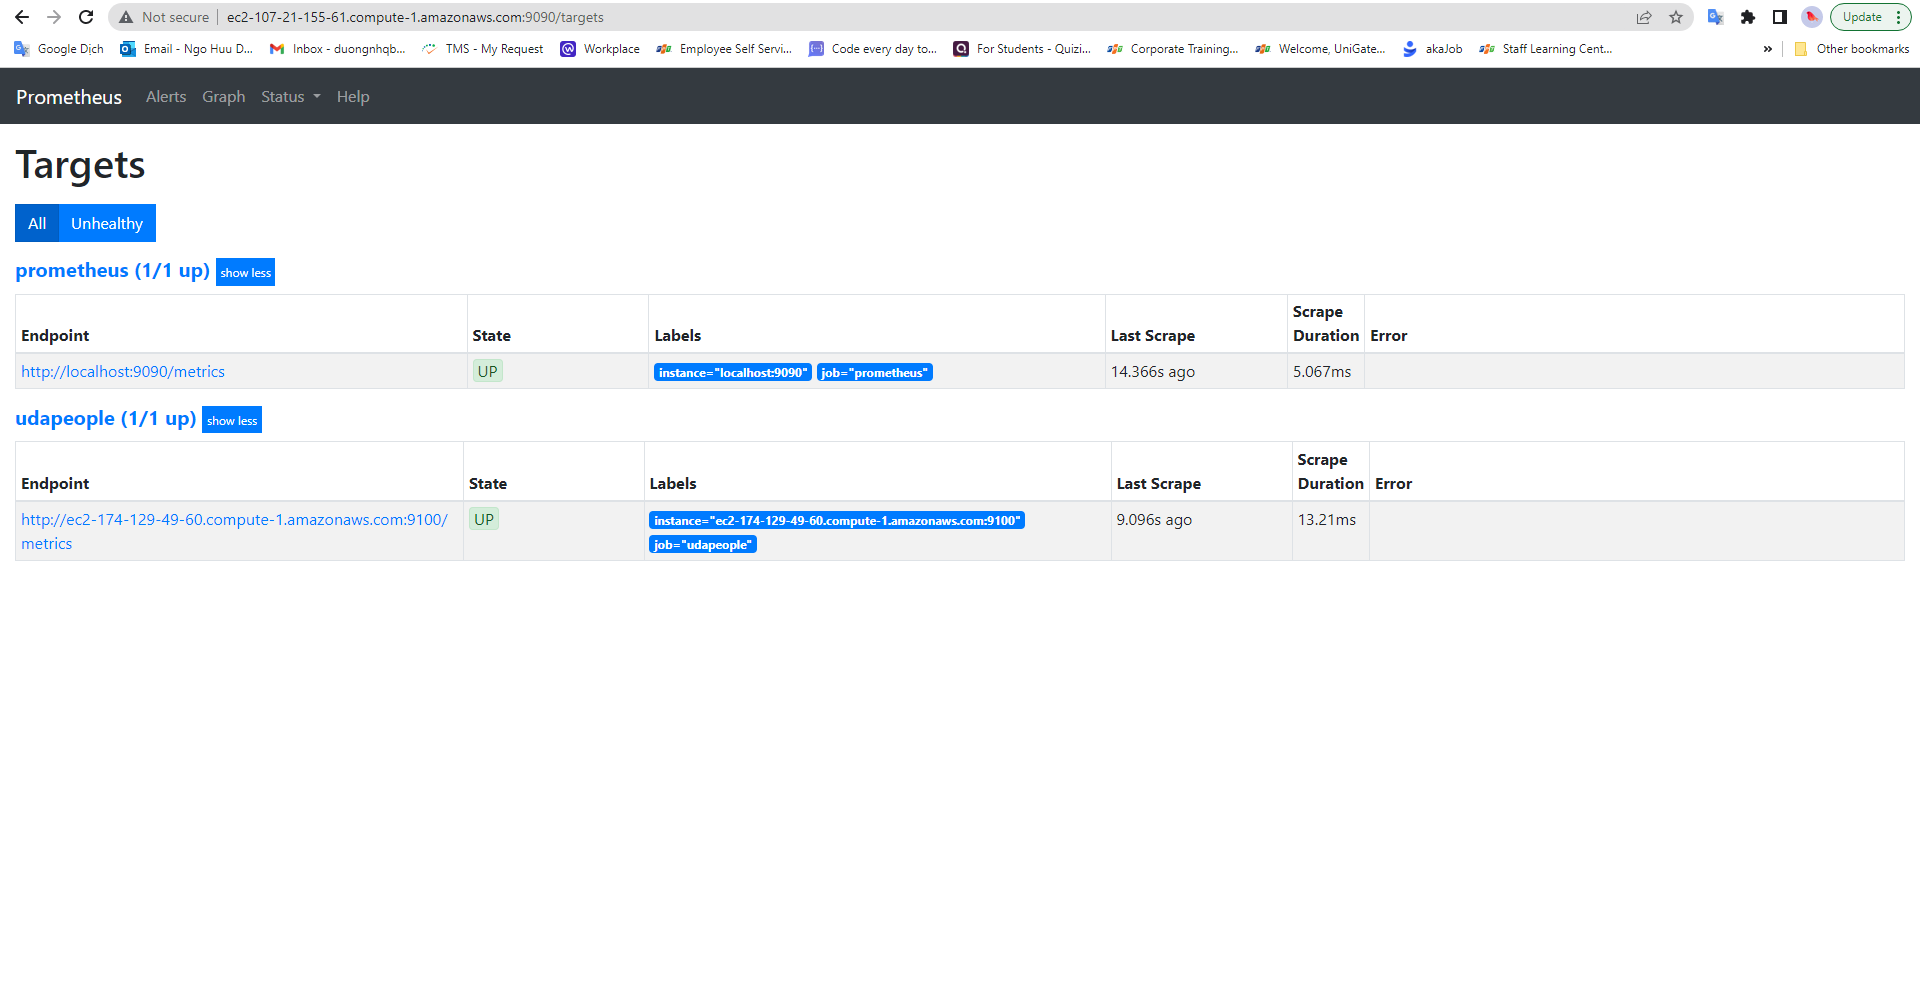 Not secure ec2-107-21-155-61.compute-1.amazonaws.com:9090/targets Update
Google Dịch Email - Ngo Huu D... Inbox - duongnhqb... TMS - My Request Workplace Employee Self Servi... Code every day to... For Students - Quizi... Corporate Training... Welcome, UniGate... akaJob Staff Learning Cent... » Other bookmarks
Prometheus Alerts Graph Status Help
Targets
All Unhealthy
prometheus (1/1 up) show less
Endpoint State Labels Last Scrape Scrape Duration Error
http://localhost:9090/metrics UP instance="localhost:9090" job="prometheus" 14.366s ago 5.067ms
udapeople (1/1 up) show less
Endpoint State Labels Last Scrape Scrape Duration Error
http://ec2-174-129-49-60.compute-1.amazonaws.com:9100/ UP instance="ec2-174-129-49-60.compute-1.amazonaws.com:9100" 9.096s ago 13.21ms
metrics job="udapeople"